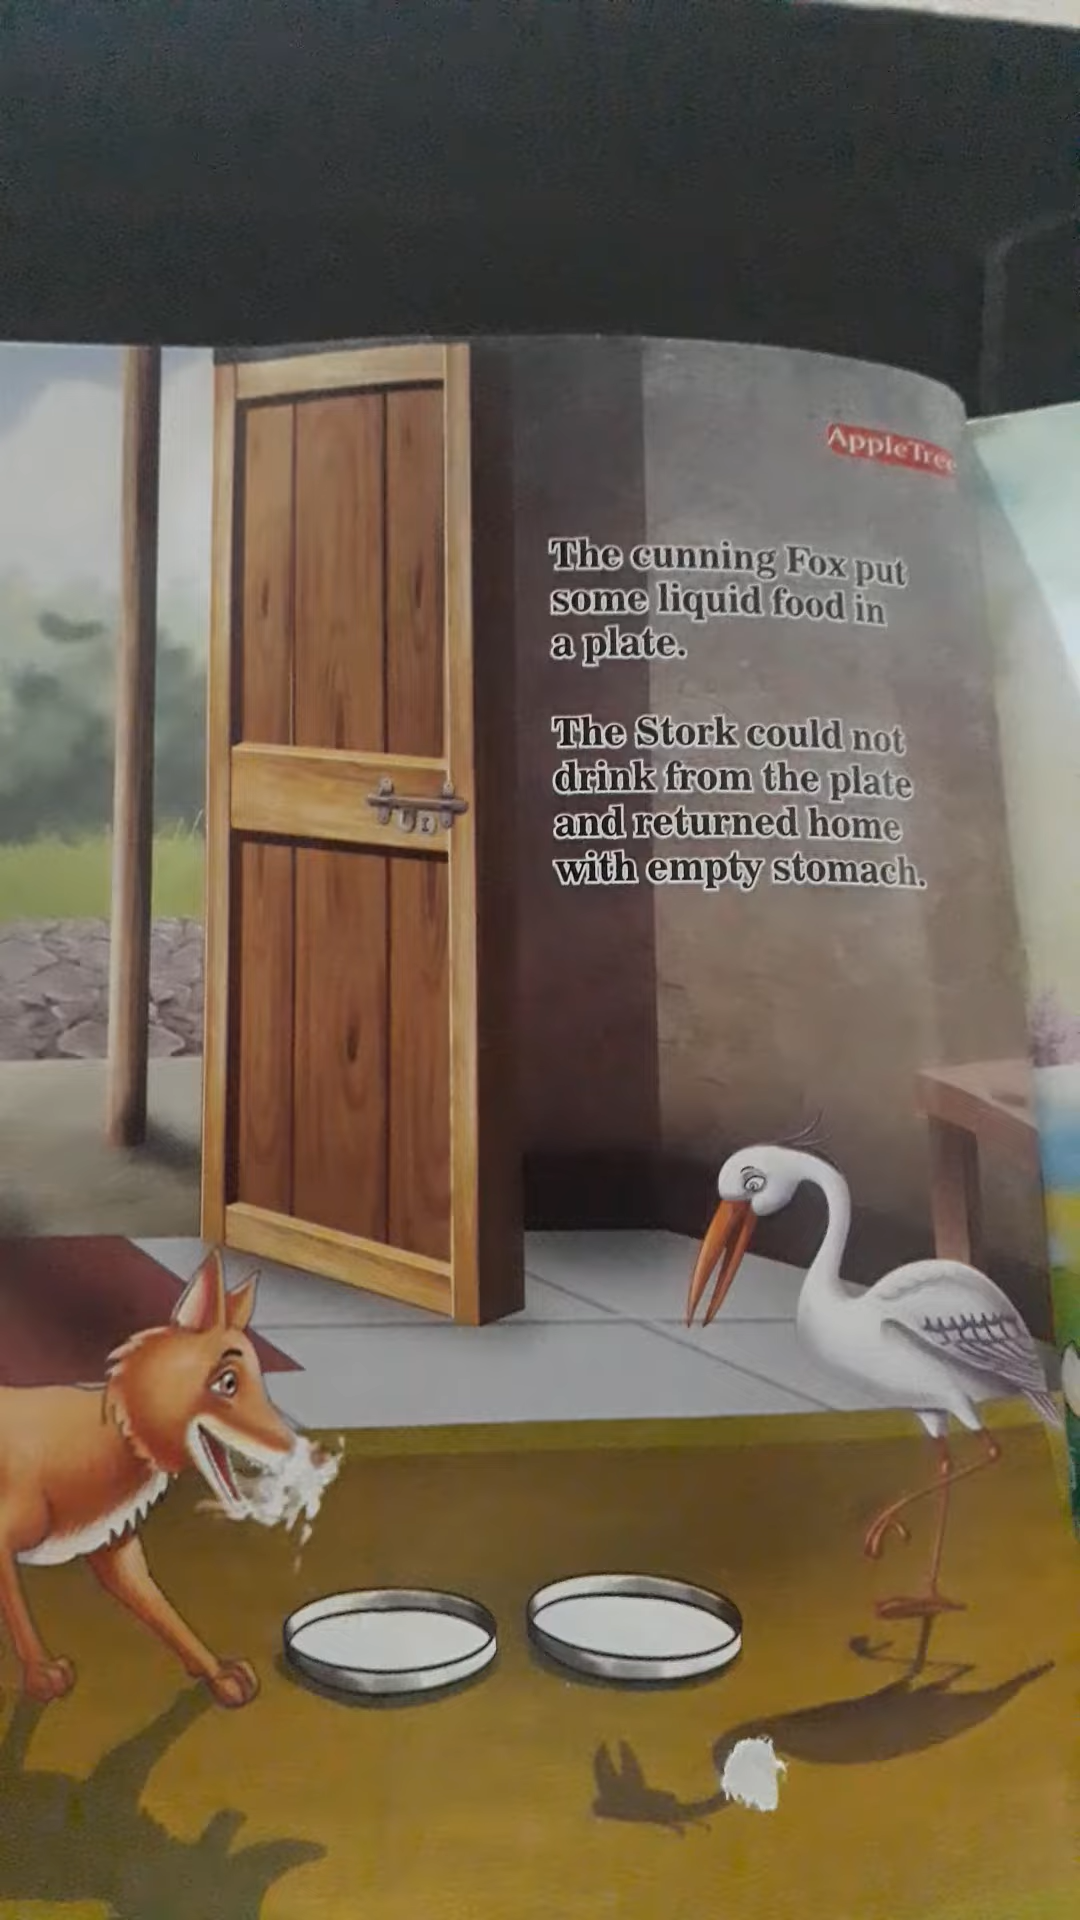 AppleTree
The cunning Fox put
some liquid food in
a plate.
The Stork could not
drink from the plate
and returned home
with empty stomach.